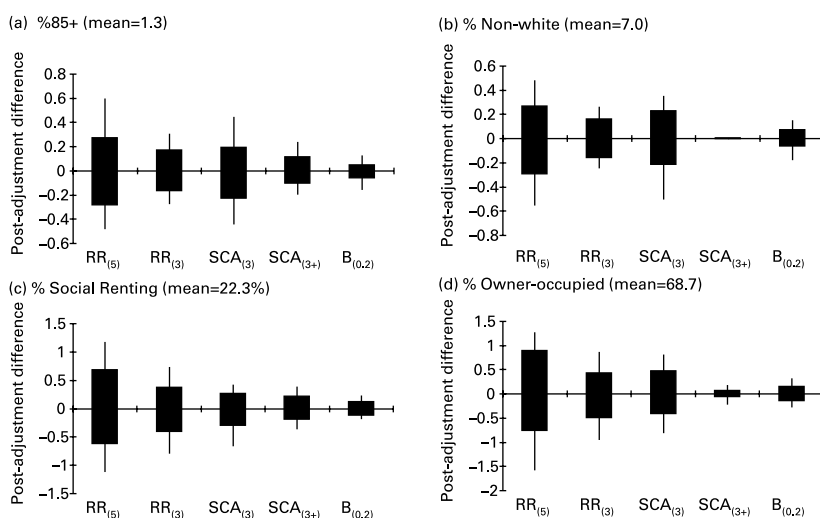 (a) %85+ (mean=1.3)
Post-adjustment difference
0.8
0.6
0.4
0.2
0
−0.2
−0.4
−0.6
RR(5) RR(3) SCA(3) SCA(3+) B(0.2)
(b) % Non-white (mean=7.0)
Post-adjustment difference
0.6
0.4
0.2
0
−0.2
−0.4
−0.6
−0.8
RR(5) RR(3) SCA(3) SCA(3+) B(0.2)
(c) % Social Renting (mean=22.3%)
Post-adjustment difference
1.5
1
0.5
0
−0.5
−1
−1.5
RR(5) RR(3) SCA(3) SCA(3+) B(0.2)
(d) % Owner-occupied (mean=68.7)
Post-adjustment difference
1.5
1
0.5
0
−0.5
−1
−1.5
−2
RR(5) RR(3) SCA(3) SCA(3+) B(0.2)